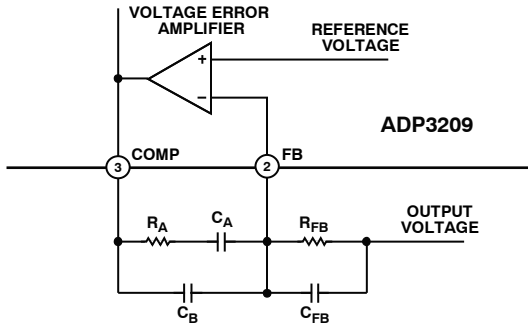 VOLTAGE ERROR
AMPLIFIER
REFERENCE
VOLTAGE
+
−
ADP3209
3 COMP
2 FB
RA
CA
RFB
OUTPUT
VOLTAGE
CB
CFB